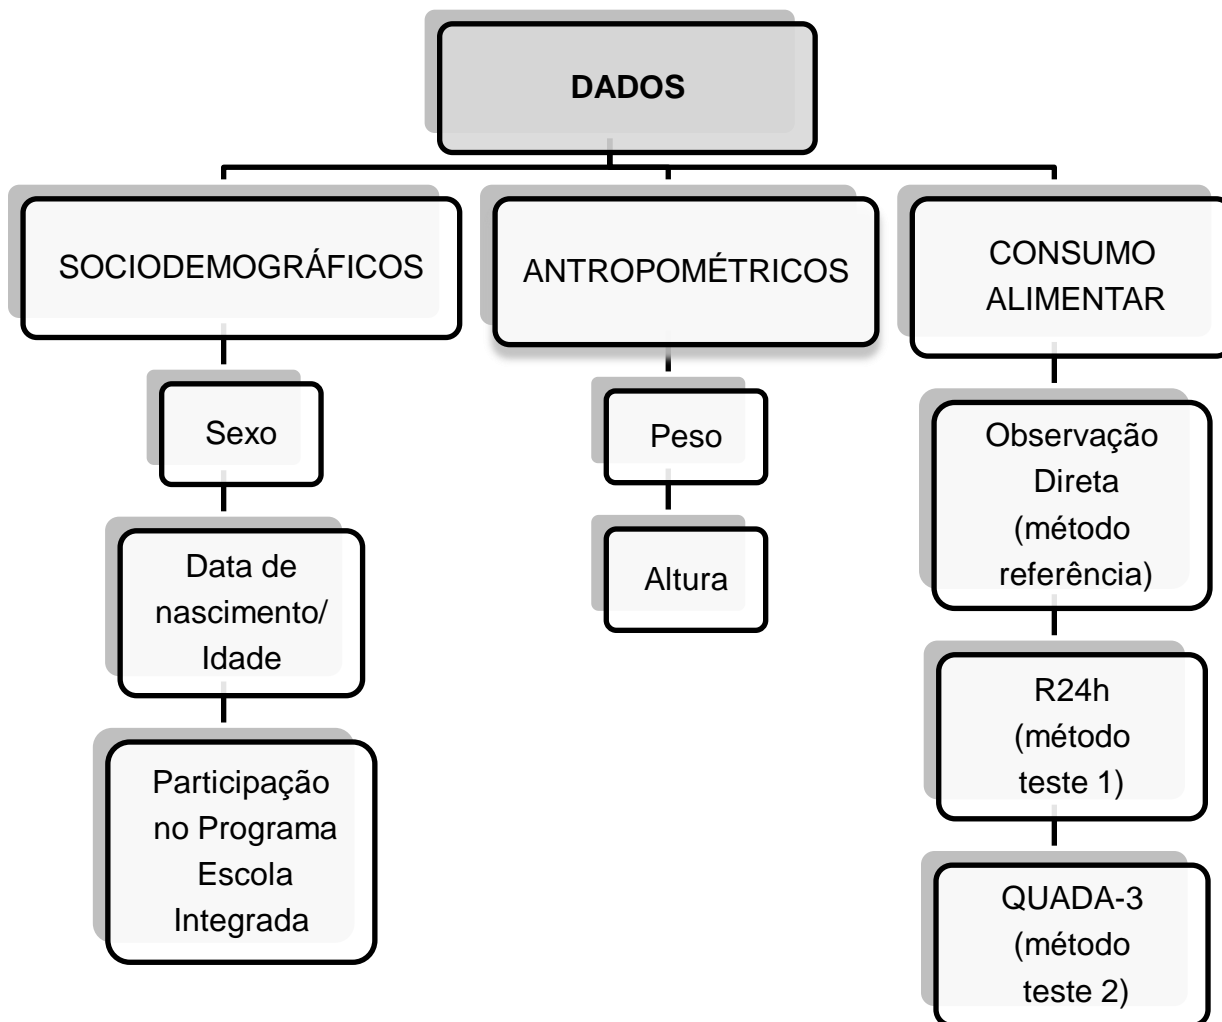 DADOS
SOCIODEMOGRÁFICOS
ANTROPOMÉTRICOS
CONSUMO
ALIMENTAR
Sexo
Data de
nascimento/
Idade
Participação
no Programa
Escola
Integrada
Peso
Altura
Observação
Direta
(método
referência)
R24h
(método
teste 1)
QUADA-3
(método
teste 2)